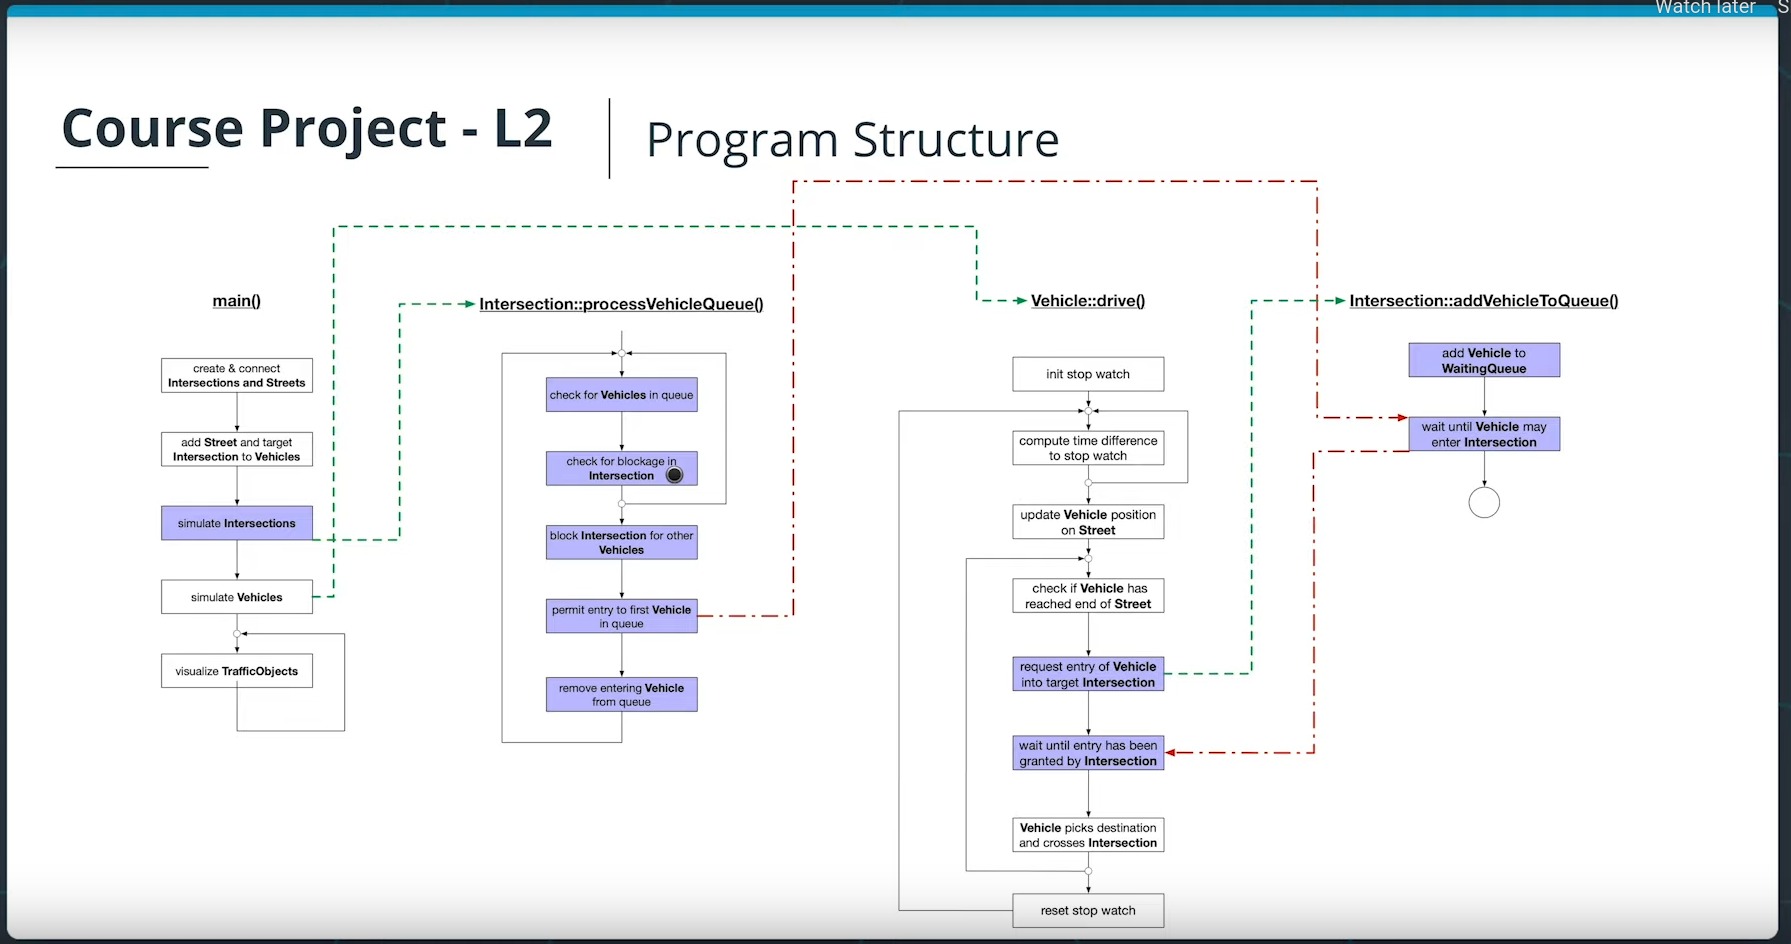 Watch later
S
Course Project - L2
Program Structure
main()
create & connect
Intersections and Streets
add Street and target
Intersection to Vehicles
simulate Intersections
simulate Vehicles
visualize TrafficObjects
Intersection::processVehicleQueue()
check for Vehicles in queue
check for blockage in
Intersection
block Intersection for other
Vehicles
permit entry to first Vehicle
in queue
remove entering Vehicle
from queue
Vehicle::drive()
init stop watch
compute time difference
to stop watch
update Vehicle position
on Street
check if Vehicle has
reached end of Street
request entry of Vehicle
into target Intersection
wait until entry has been
granted by Intersection
Vehicle picks destination
and crosses Intersection
reset stop watch
Intersection::addVehicleToQueue()
add Vehicle to
WaitingQueue
wait until Vehicle may
enter Intersection